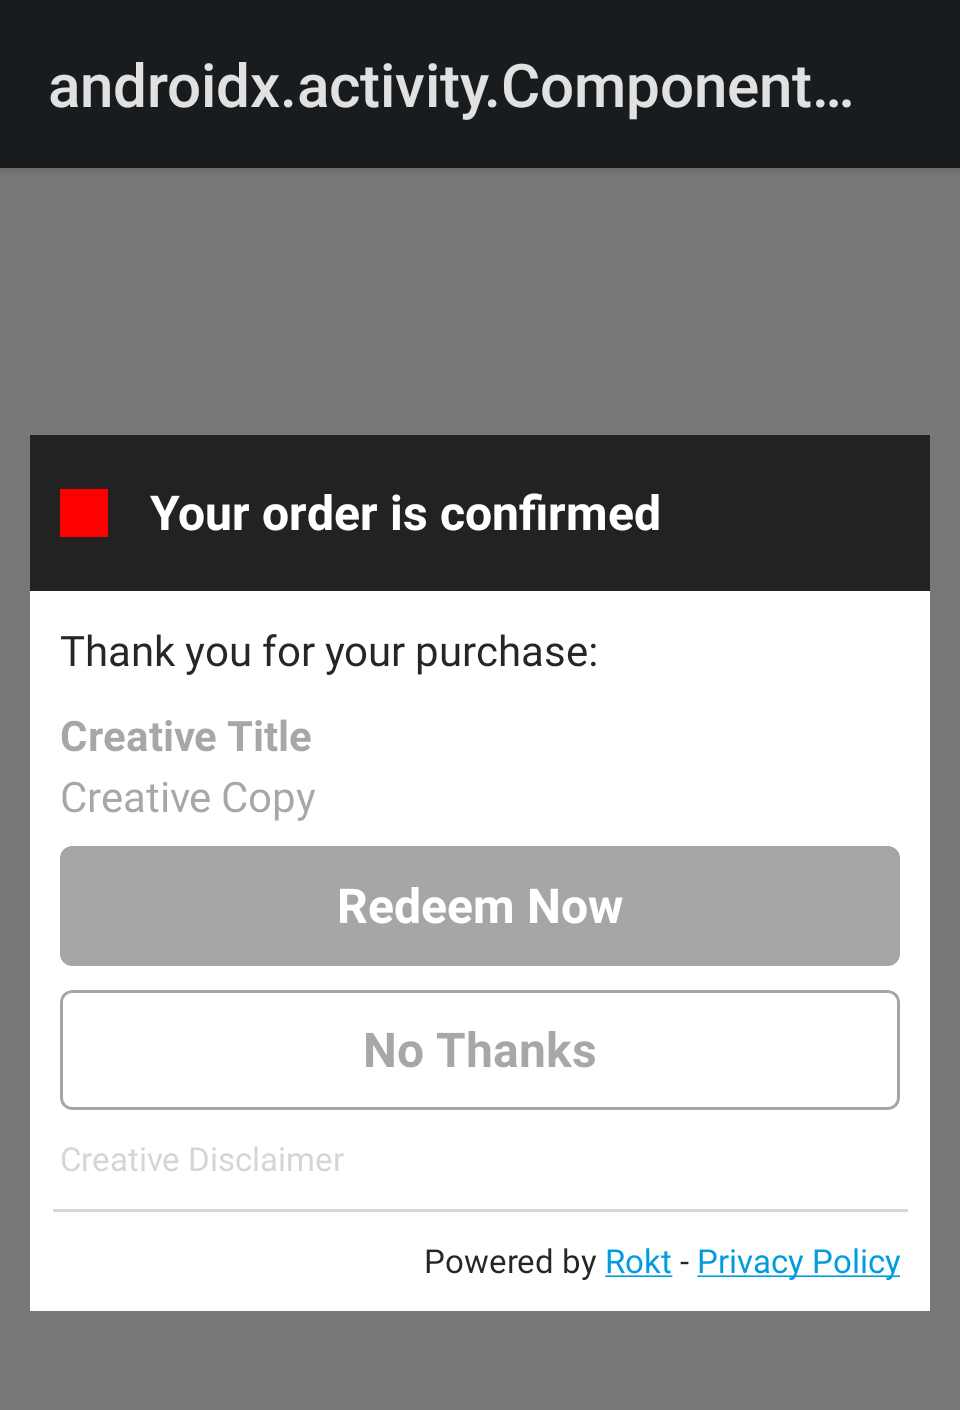 androidx.activity.Component...
Your order is confirmed
Thank you for your purchase:
Creative Title
Creative Copy
Redeem Now
No Thanks
Creative Disclaimer
Powered by Rokt - Privacy Policy